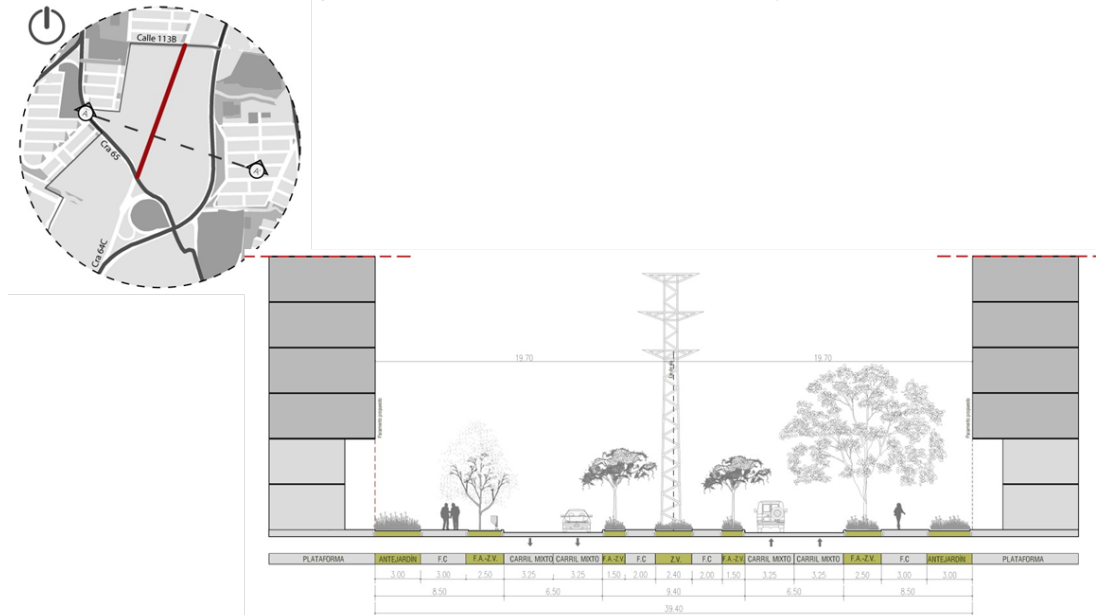 Calle 113B
A
A
Cra 65
Cra 64C
19.70 19.70
Paramento propuesto
Paramento propuesto
PLATAFORMA ANTEJARDÍN F.C F.A.-Z.V. CARRIL MIXTO CARRIL MIXTO F.A.-Z.V. F.C Z.V. F.C F.A.-Z.V. CARRIL MIXTO CARRIL MIXTO F.A.-Z.V. F.C ANTEJARDÍN PLATAFORMA
3.00 3.00 2.50 3.25 3.25 1.50 2.00 2.40 2.00 1.50 3.25 3.25 2.50 3.00 3.00
8.50 6.50 9.40 6.50 8.50
39.40